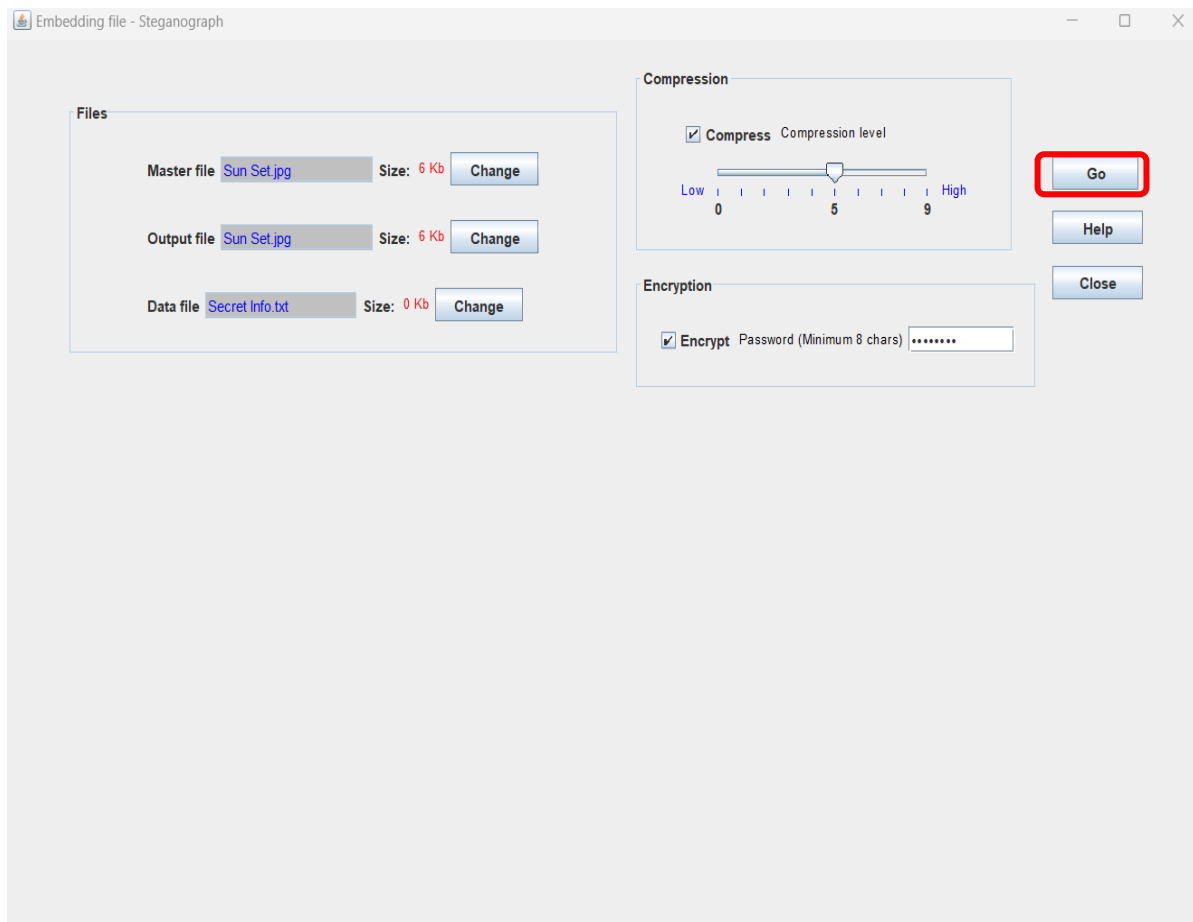 Embedding file - Steganograph
Files
Master file Sun Set.jpg Size: 6 Kb Change
Output file Sun Set.jpg Size: 6 Kb Change
Data file Secret Info.txt Size: 0 Kb Change
Compression
Compress Compression level
Low High
0 5 9
Encryption
Encrypt Password (Minimum 8 chars) ••••••••
Go
Help
Close